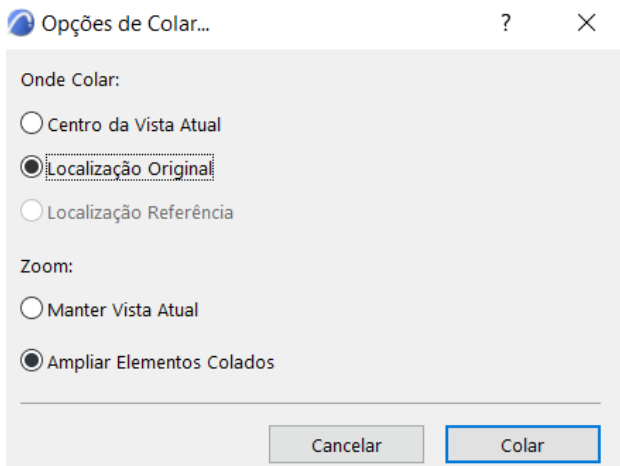 Opções de Colar...
?
Onde Colar:
Centro da Vista Atual
Localização Original
Localização Referência
Zoom:
Manter Vista Atual
Ampliar Elementos Colados
Cancelar
Colar